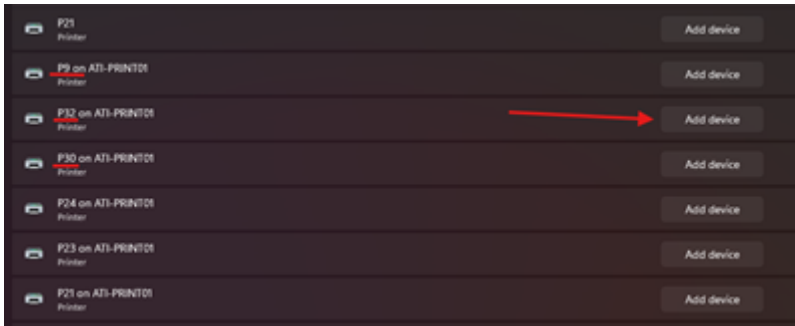 P21
Printer
Add device
P9 on ATI-PRINT01
Printer
Add device
P32 on ATI-PRINT01
Printer
Add device
P30 on ATI-PRINT01
Printer
Add device
P24 on ATI-PRINT01
Printer
Add device
P23 on ATI-PRINT01
Printer
Add device
P21 on ATI-PRINT01
Printer
Add device